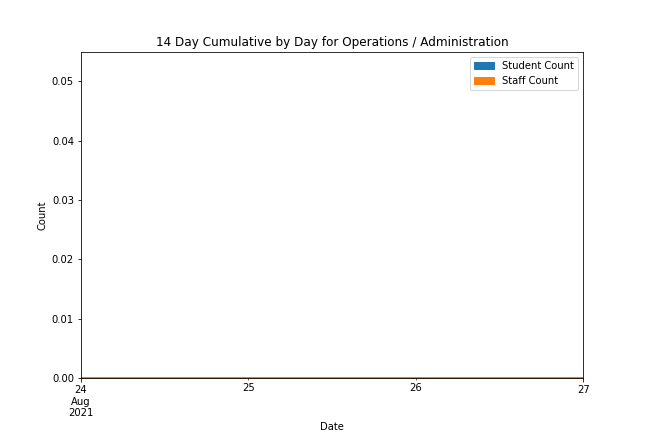 14 Day Cumulative by Day for Operations / Administration
Student Count
Staff Count
0.05
0.04
0.03
0.02
0.01
0.00
Count
24
25
26
27
Aug
2021
Date